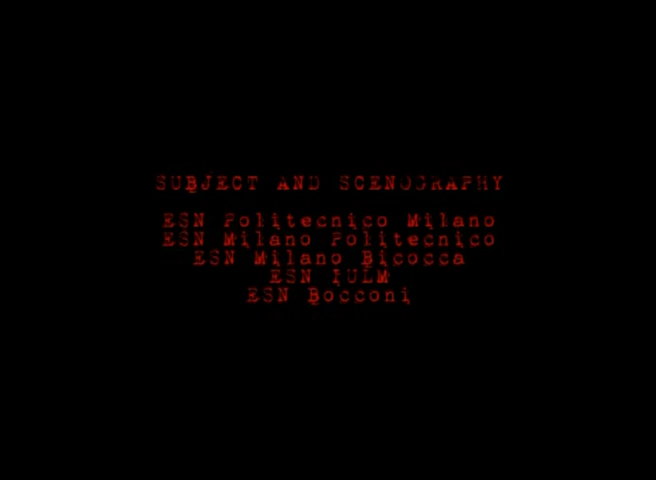 SUBJECT AND SCENOGRAPHY
ESN Politecnico Milano
ESN Milano Politecnico
ESN Milano Bicocca
ESN IULM
ESN Bocconi